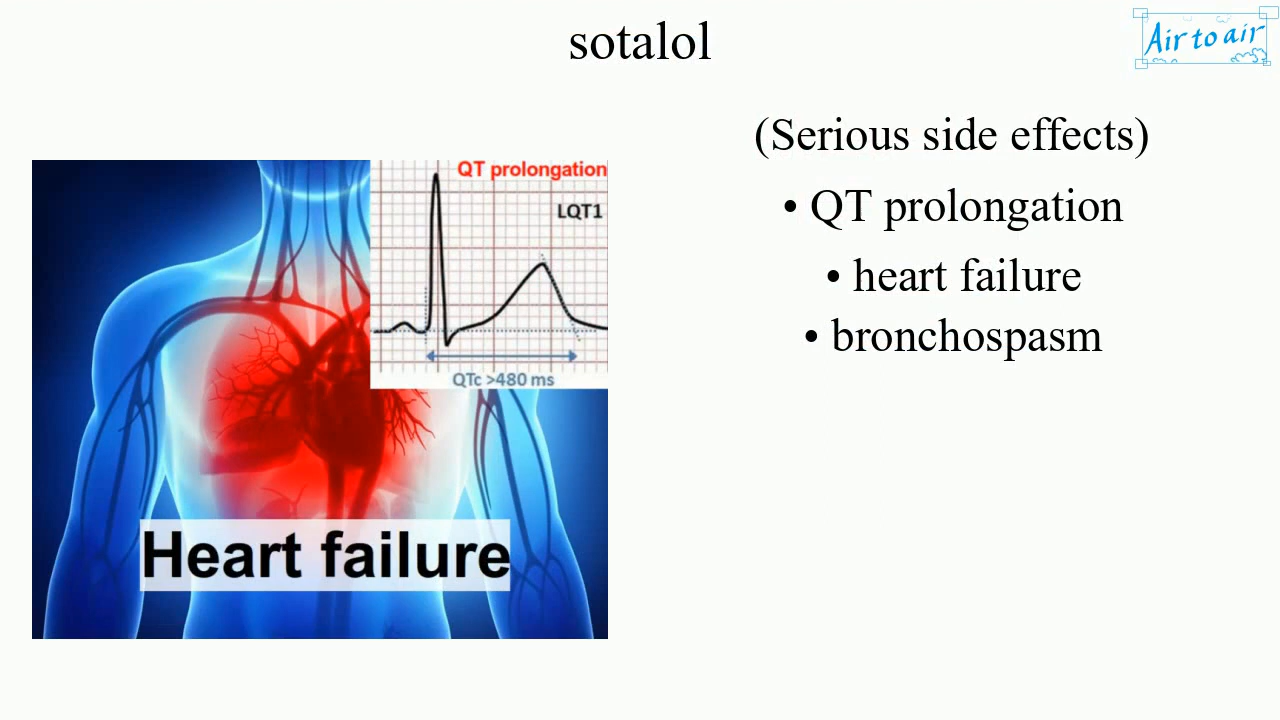 sotalol
Air to air
(Serious side effects)
• QT prolongation
• heart failure
• bronchospasm
QT prolongation
LQT1
QTc >480 ms
Heart failure